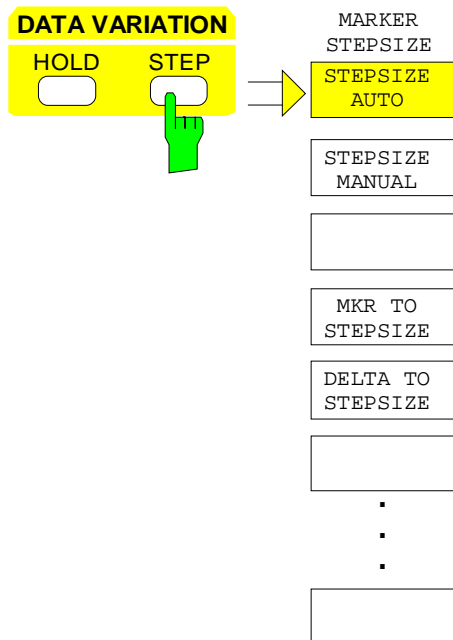 DATA VARIATION
HOLD STEP
MARKER
STEPSIZE
STEPSIZE
AUTO
STEPSIZE
MANUAL
MKR TO
STEPSIZE
DELTA TO
STEPSIZE